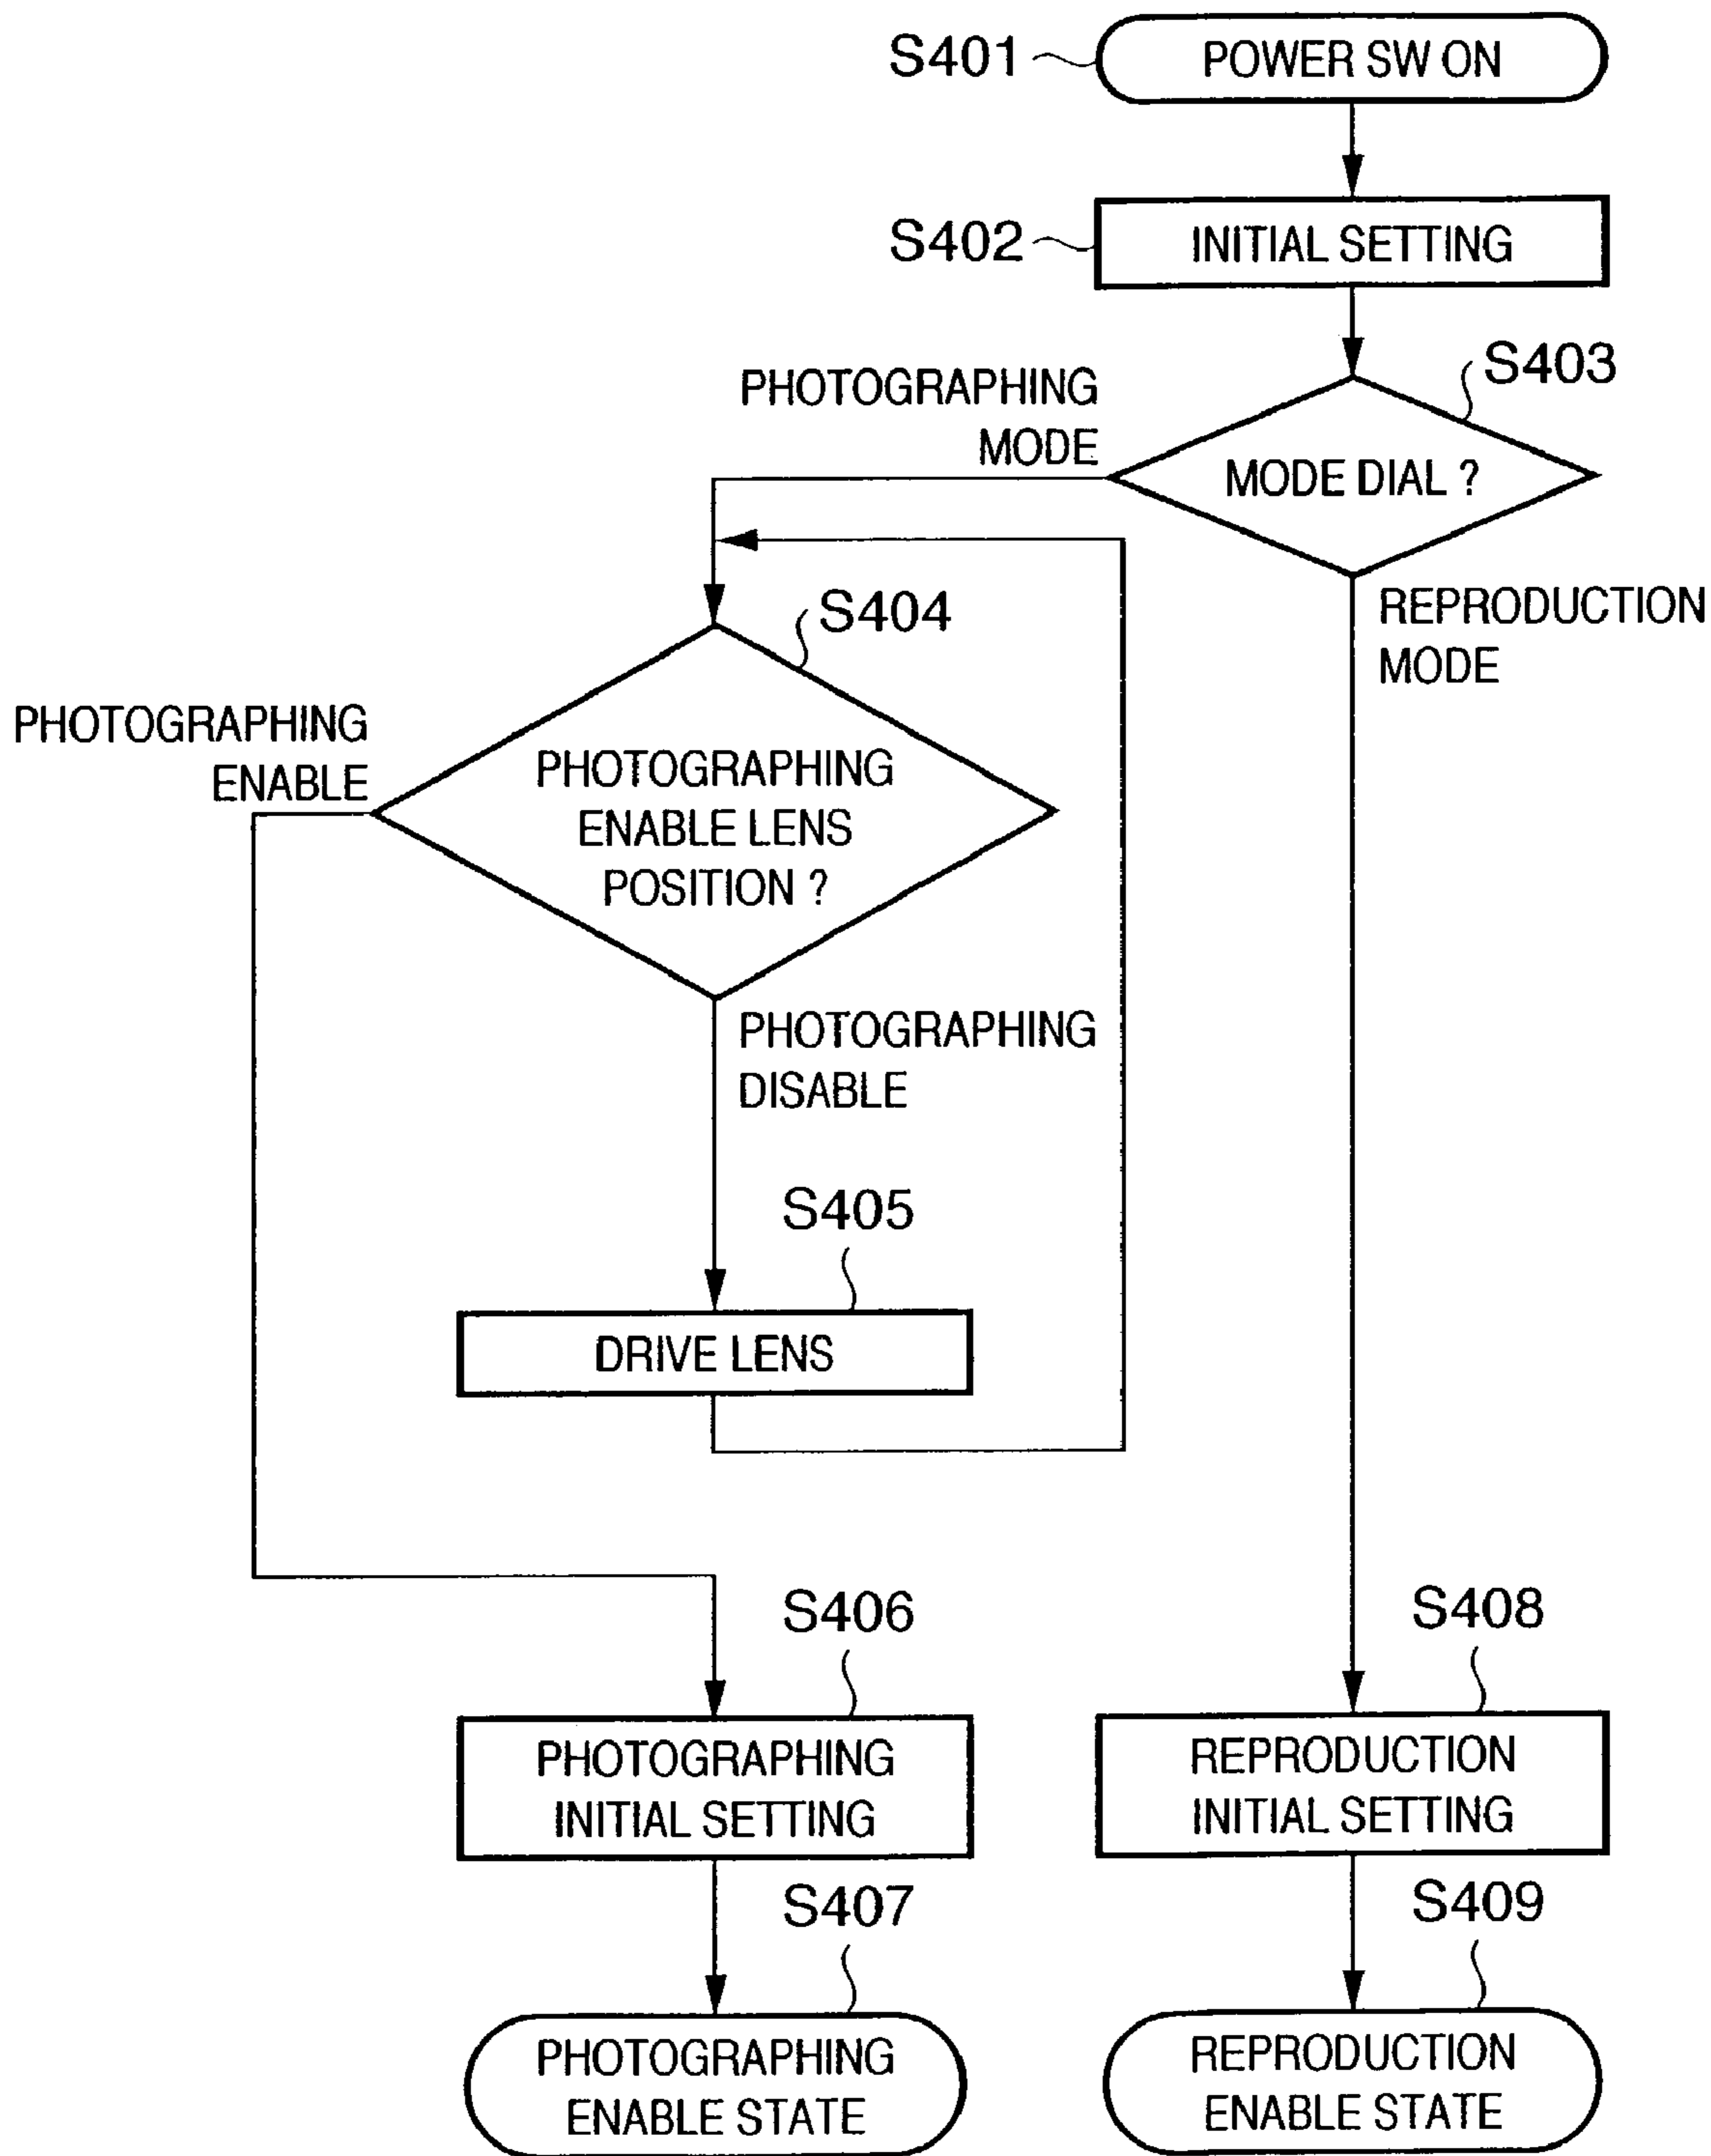 S401
POWER SW ON
S402
INITIAL SETTING
S403
PHOTOGRAPHING
MODE
MODE DIAL ?
REPRODUCTION
MODE
S404
PHOTOGRAPHING
ENABLE
PHOTOGRAPHING
ENABLE LENS
POSITION ?
PHOTOGRAPHING
DISABLE
S405
DRIVE LENS
S406
PHOTOGRAPHING
INITIAL SETTING
S408
REPRODUCTION
INITIAL SETTING
S407
PHOTOGRAPHING
ENABLE STATE
S409
REPRODUCTION
ENABLE STATE